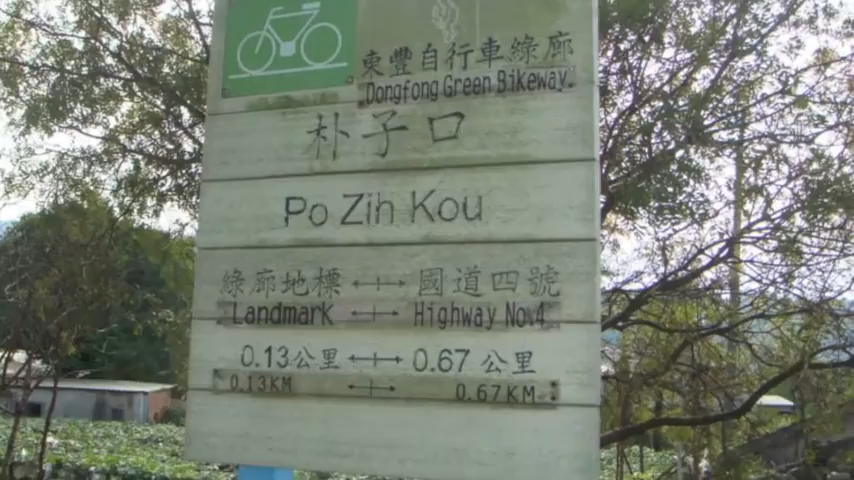 東豐自行車綠廊
Dongfong Green Bikeway
朴子口
Po Zih Kou
綠廊地標 ←|→ 國道四號
Landmark ←|→ Highway No.4
0.13公里 ←|→ 0.67公里
0.13KM ←|→ 0.67KM